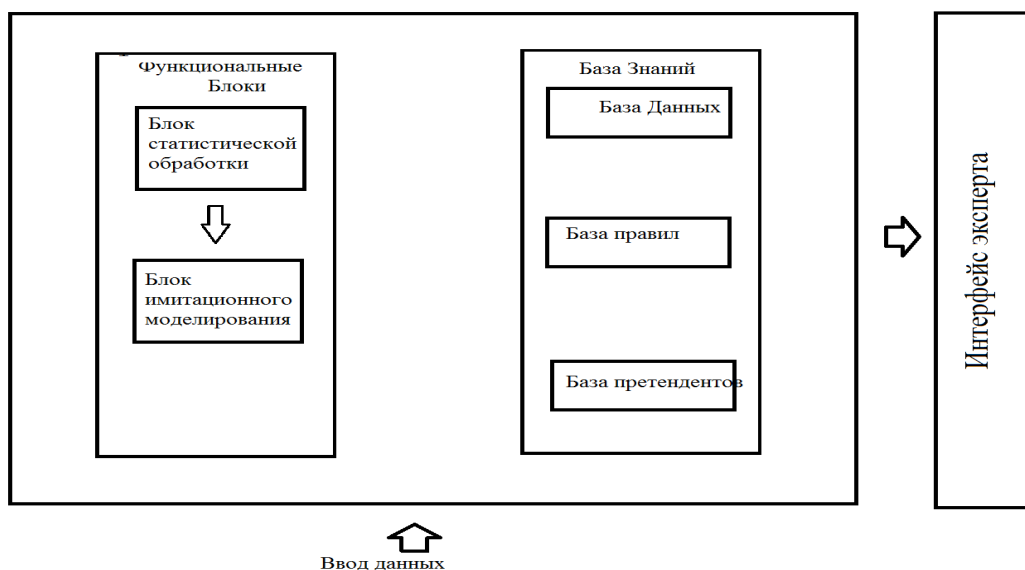 Функциональные
Блоки
Блок
статистической
обработки
Блок
имитационного
моделирования
База Знаний
База Данных
База правил
База претендентов
Интерфейс эксперта
Ввод данных